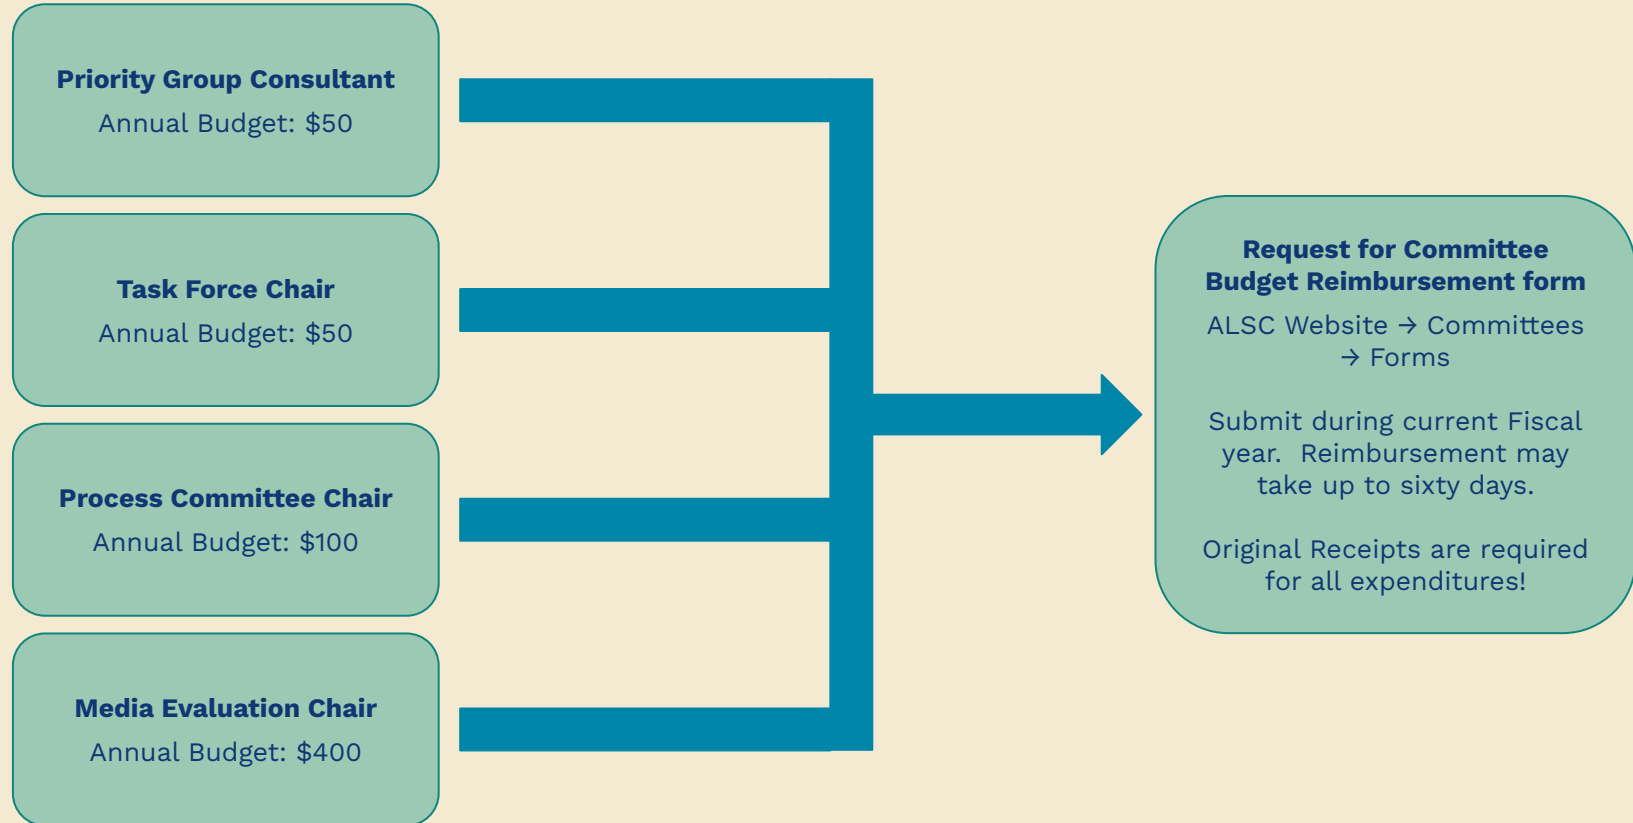 Priority Group Consultant
Annual Budget: $50
Task Force Chair
Annual Budget: $50
Process Committee Chair
Annual Budget: $100
Media Evaluation Chair
Annual Budget: $400
Request for Committee
Budget Reimbursement form
ALSC Website → Committees
→ Forms
Submit during current Fiscal
year.  Reimbursement may
take up to sixty days.
Original Receipts are required
for all expenditures!